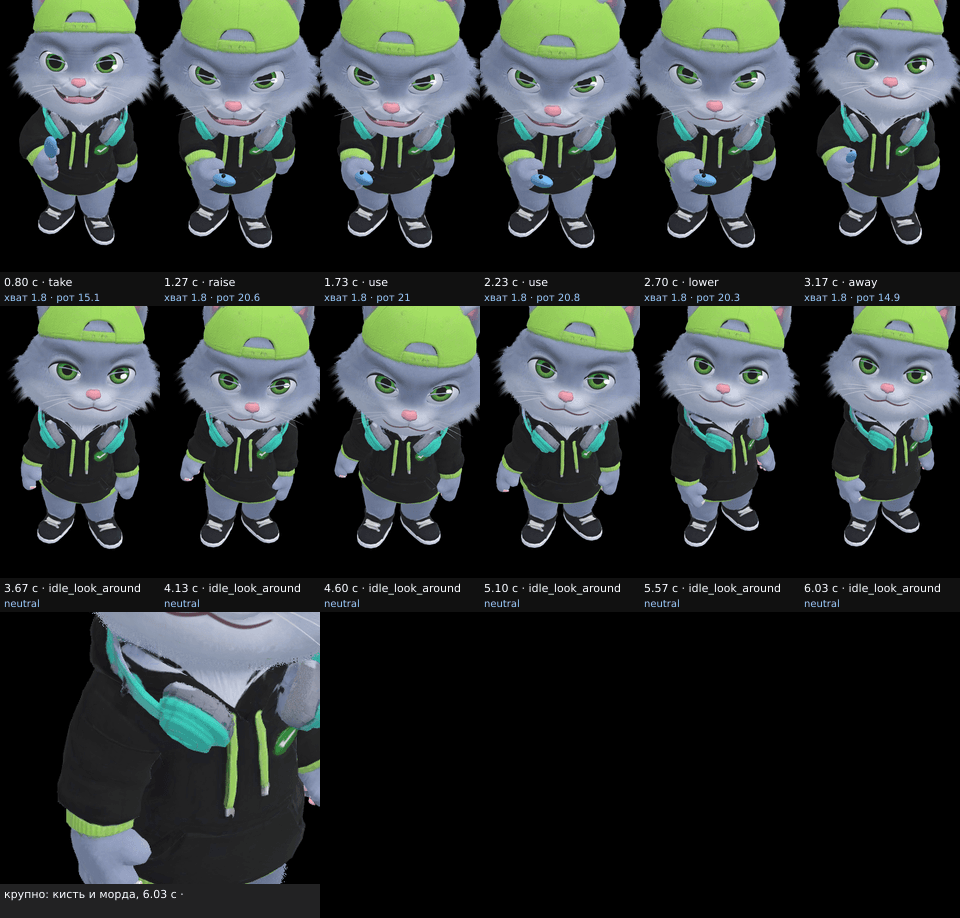 0.80 с · take
хват 1.8 · рот 15.1
1.27 с · raise
хват 1.8 · рот 20.6
1.73 с · use
хват 1.8 · рот 21
2.23 с · use
хват 1.8 · рот 20.8
2.70 с · lower
хват 1.8 · рот 20.3
3.17 с · away
хват 1.8 · рот 14.9
3.67 с · idle_look_around
neutral
4.13 с · idle_look_around
neutral
4.60 с · idle_look_around
neutral
5.10 с · idle_look_around
neutral
5.57 с · idle_look_around
neutral
6.03 с · idle_look_around
neutral
крупно: кисть и морда, 6.03 с ·